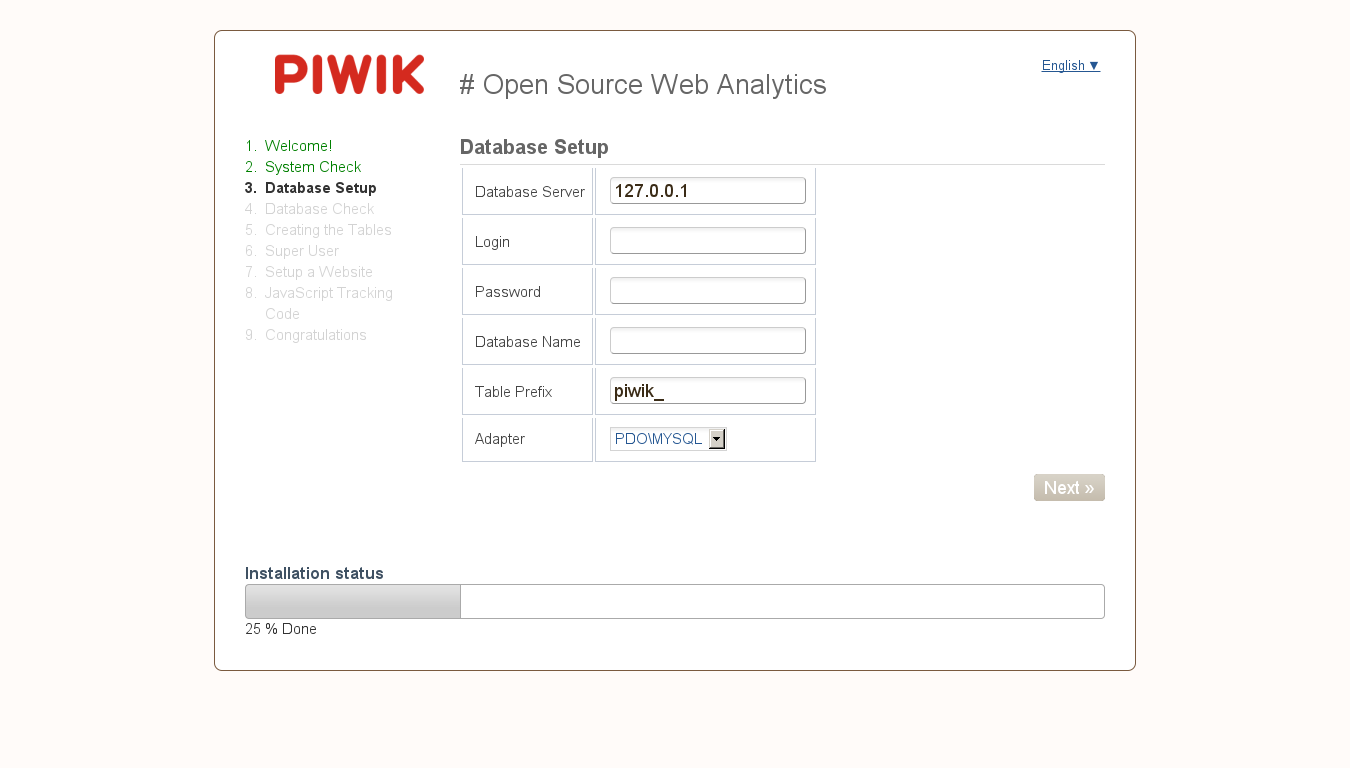 PIWIK
# Open Source Web Analytics
English ▼
1. Welcome!
2. System Check
3. Database Setup
4. Database Check
5. Creating the Tables
6. Super User
7. Setup a Website
8. JavaScript Tracking
Code
9. Congratulations
Database Setup
Database Server 127.0.0.1
Login
Password
Database Name
Table Prefix piwik_
Adapter PDO\MYSQL
Next »
Installation status
25 % Done